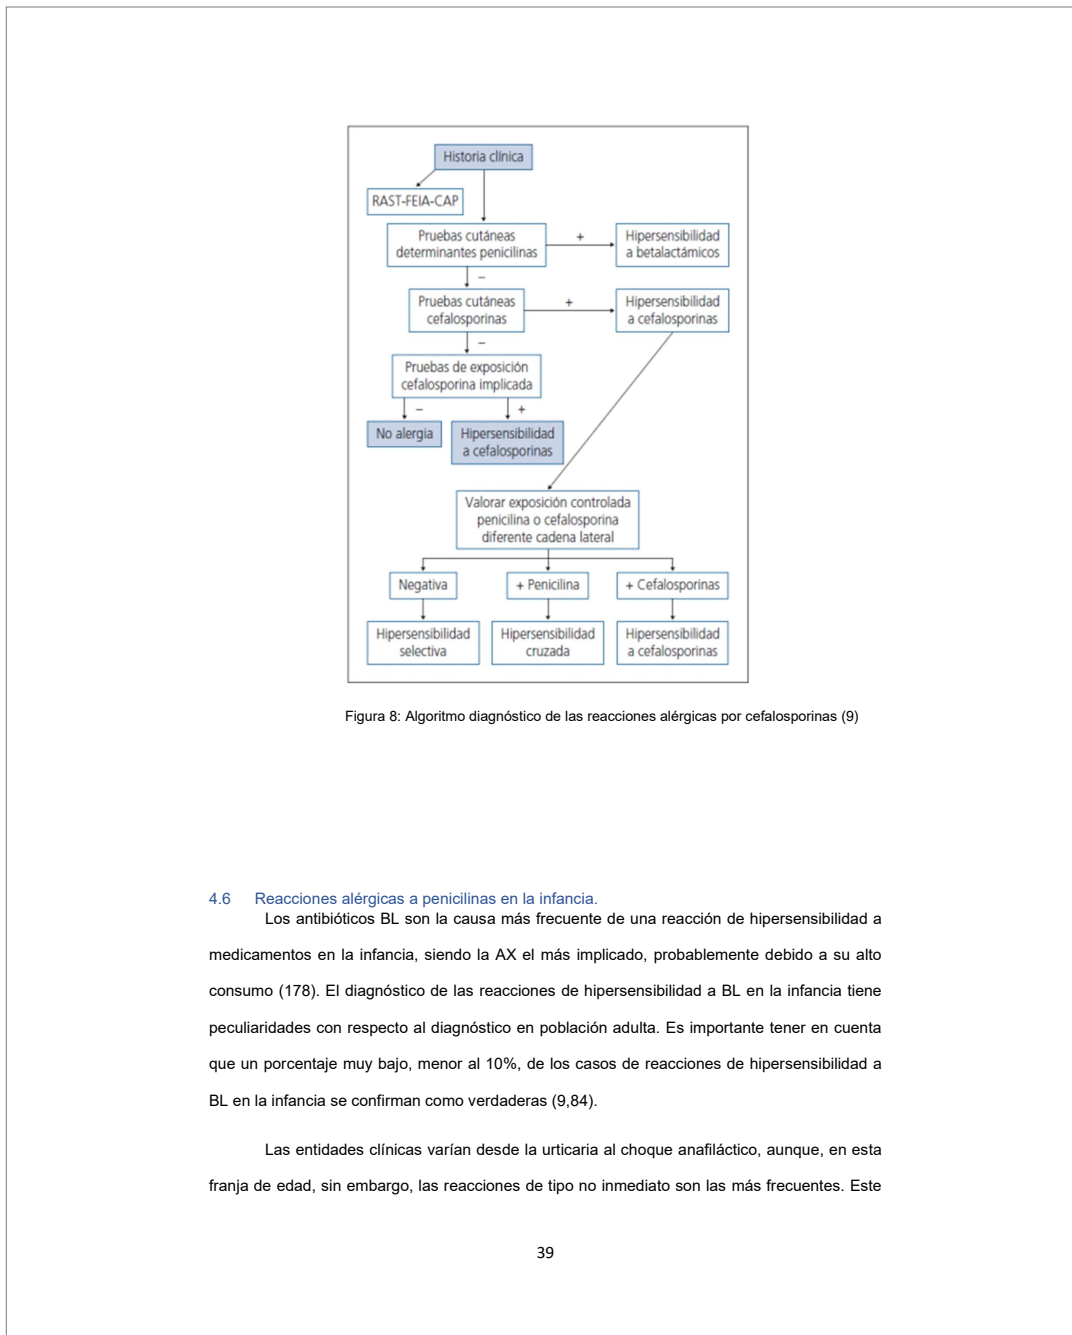 Historia clínica
RAST-FEIA-CAP
Pruebas cutáneas
determinantes penicilinas
+
Hipersensibilidad
a betalactámicos
–
Pruebas cutáneas
cefalosporinas
+
Hipersensibilidad
a cefalosporinas
–
Pruebas de exposición
cefalosporina implicada
–
+
No alergia
Hipersensibilidad
a cefalosporinas
Valorar exposición controlada
penicilina o cefalosporina
diferente cadena lateral
Negativa
+ Penicilina
+ Cefalosporinas
Hipersensibilidad
selectiva
Hipersensibilidad
cruzada
Hipersensibilidad
a cefalosporinas
Figura 8: Algoritmo diagnóstico de las reacciones alérgicas por cefalosporinas (9)
4.6 Reacciones alérgicas a penicilinas en la infancia.
Los antibióticos BL son la causa más frecuente de una reacción de hipersensibilidad a
medicamentos en la infancia, siendo la AX el más implicado, probablemente debido a su alto
consumo (178). El diagnóstico de las reacciones de hipersensibilidad a BL en la infancia tiene
peculiaridades con respecto al diagnóstico en población adulta. Es importante tener en cuenta
que un porcentaje muy bajo, menor al 10%, de los casos de reacciones de hipersensibilidad a
BL en la infancia se confirman como verdaderas (9,84).
Las entidades clínicas varían desde la urticaria al choque anafiláctico, aunque, en esta
franja de edad, sin embargo, las reacciones de tipo no inmediato son las más frecuentes. Este
39